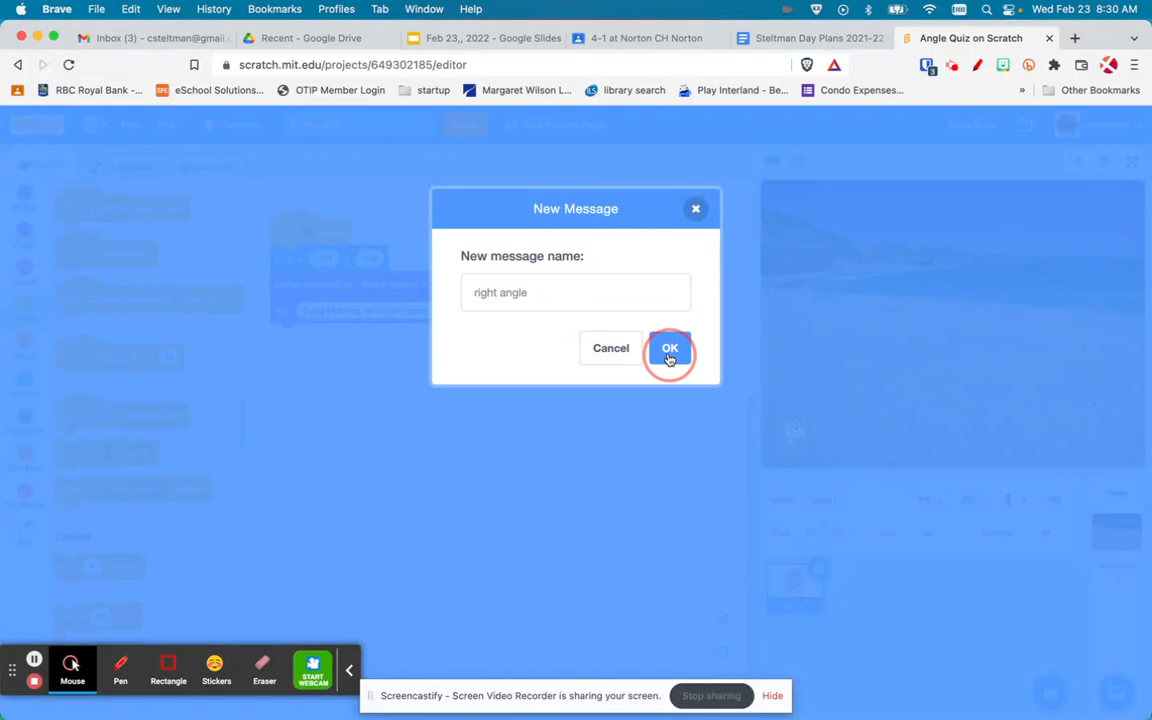 Brave File Edit View History Bookmarks Profiles Tab Window Help Wed Feb 23 8:30 AM
Inbox (3) - csteltman@gmail.c Recent - Google Drive Feb 23,, 2022 - Google Slides 4-1 at Norton CH Norton Steltman Day Plans 2021-22 Angle Quiz on Scratch
scratch.mit.edu/projects/649302185/editor
3
RBC Royal Bank -... eSchool Solutions... OTIP Member Login startup Margaret Wilson L... library search Play Interland - Be... Condo Expenses... » Other Bookmarks
New Message
New message name:
right angle
Cancel OK
Mouse Pen Rectangle Stickers Eraser START WEBCAM
Screencastify - Screen Video Recorder is sharing your screen. Stop sharing Hide